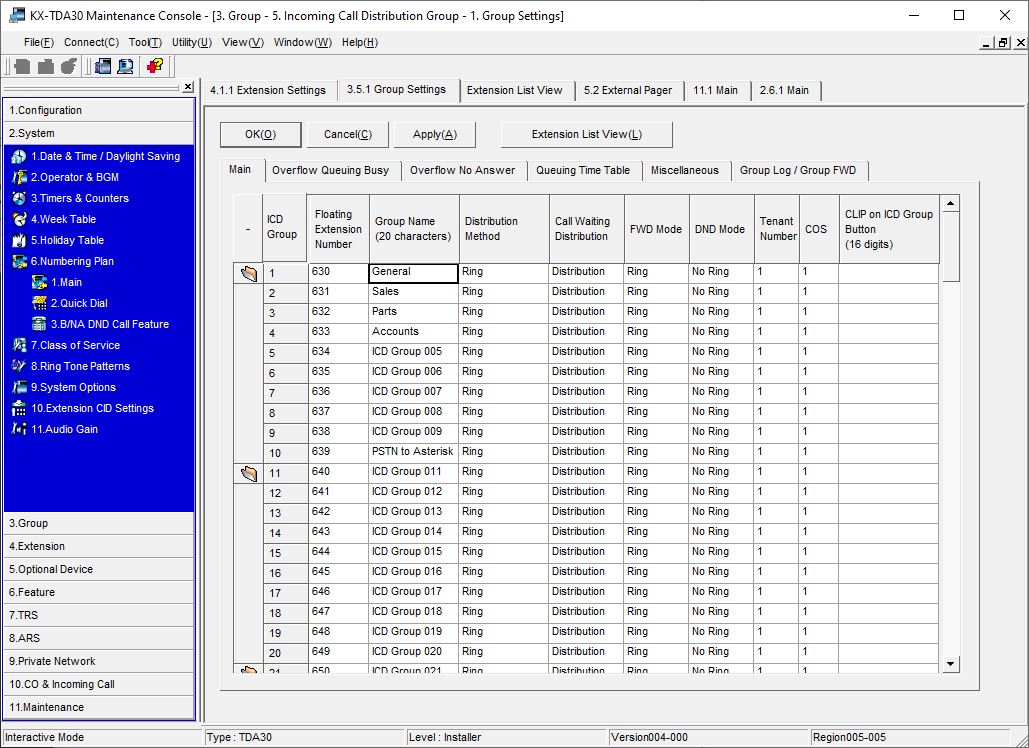 KX-TDA30 Maintenance Console - [3. Group - 5. Incoming Call Distribution Group - 1. Group Settings]
File(F) Connect(C) Tool(T) Utility(U) View(V) Window(W) Help(H)
4.1.1 Extension Settings 3.5.1 Group Settings Extension List View 5.2 External Pager 11.1 Main 2.6.1 Main
1.Configuration
2.System
1.Date & Time / Daylight Saving
2.Operator & BGM
3.Timers & Counters
4.Week Table
5.Holiday Table
6.Numbering Plan
1.Main
2.Quick Dial
3.B/NA DND Call Feature
7.Class of Service
8.Ring Tone Patterns
9.System Options
10.Extension CID Settings
11.Audio Gain
3.Group
4.Extension
5.Optional Device
6.Feature
7.TRS
8.ARS
9.Private Network
10.CO & Incoming Call
11.Maintenance
OK(O) Cancel(C) Apply(A) Extension List View(L)
Main Overflow Queuing Busy Overflow No Answer Queuing Time Table Miscellaneous Group Log / Group FWD
- ICD Group Floating Extension Number Group Name (20 characters) Distribution Method Call Waiting Distribution FWD Mode DND Mode Tenant Number COS CLIP on ICD Group Button (16 digits)
1 630 General Ring Distribution Ring No Ring 1 1
2 631 Sales Ring Distribution Ring No Ring 1 1
3 632 Parts Ring Distribution Ring No Ring 1 1
4 633 Accounts Ring Distribution Ring No Ring 1 1
5 634 ICD Group 005 Ring Distribution Ring No Ring 1 1
6 635 ICD Group 006 Ring Distribution Ring No Ring 1 1
7 636 ICD Group 007 Ring Distribution Ring No Ring 1 1
8 637 ICD Group 008 Ring Distribution Ring No Ring 1 1
9 638 ICD Group 009 Ring Distribution Ring No Ring 1 1
10 639 PSTN to Asterisk Ring Distribution Ring No Ring 1 1
11 640 ICD Group 011 Ring Distribution Ring No Ring 1 1
12 641 ICD Group 012 Ring Distribution Ring No Ring 1 1
13 642 ICD Group 013 Ring Distribution Ring No Ring 1 1
14 643 ICD Group 014 Ring Distribution Ring No Ring 1 1
15 644 ICD Group 015 Ring Distribution Ring No Ring 1 1
16 645 ICD Group 016 Ring Distribution Ring No Ring 1 1
17 646 ICD Group 017 Ring Distribution Ring No Ring 1 1
18 647 ICD Group 018 Ring Distribution Ring No Ring 1 1
19 648 ICD Group 019 Ring Distribution Ring No Ring 1 1
20 649 ICD Group 020 Ring Distribution Ring No Ring 1 1
21 650 ICD Group 021 Ring Distribution Ring No Ring 1 1
Interactive Mode Type : TDA30 Level : Installer Version004-000 Region005-005